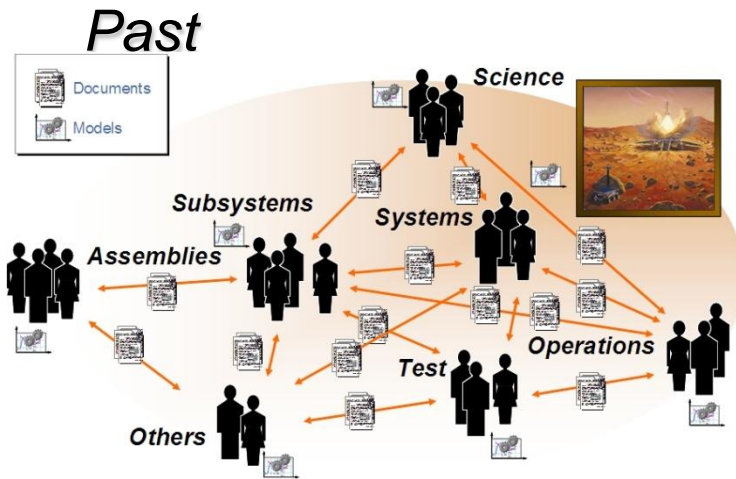 Past
Documents
Models
Science
Subsystems
Systems
Assemblies
Operations
Test
Others